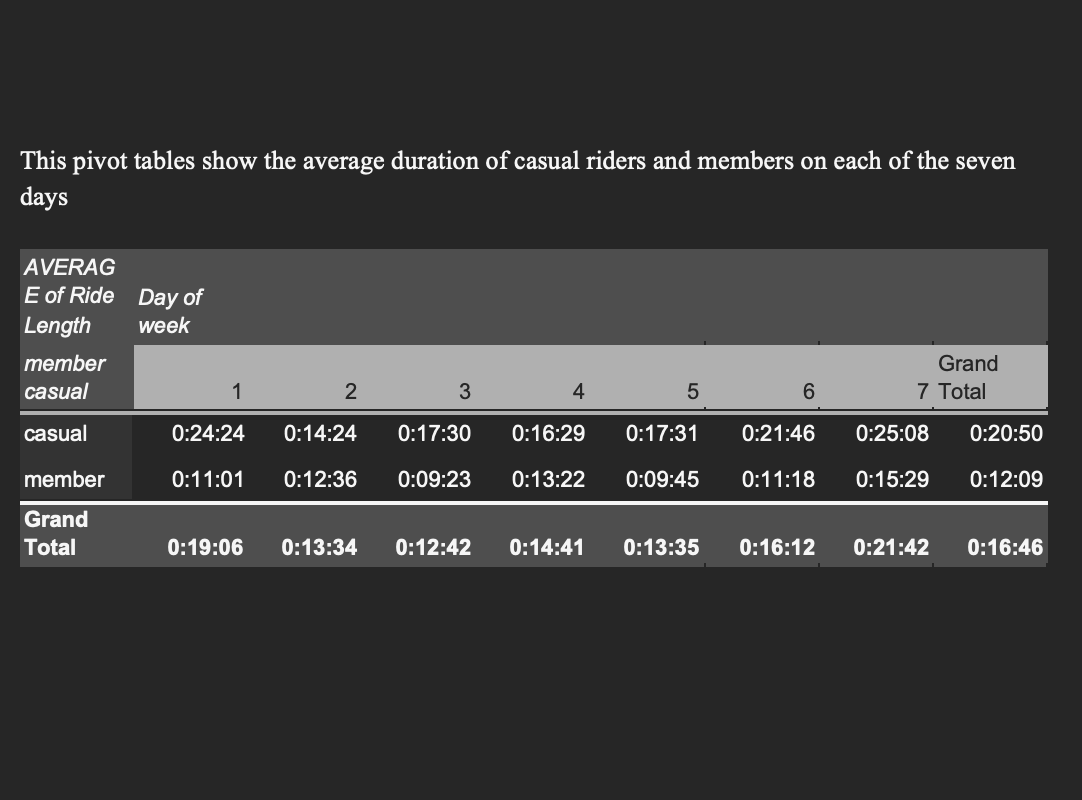 This pivot tables show the average duration of casual riders and members on each of the seven
days
AVERAG
E of Ride Day of
Length week
member Grand
casual 1 2 3 4 5 6 7 Total
casual 0:24:24 0:14:24 0:17:30 0:16:29 0:17:31 0:21:46 0:25:08 0:20:50
member 0:11:01 0:12:36 0:09:23 0:13:22 0:09:45 0:11:18 0:15:29 0:12:09
Grand
Total 0:19:06 0:13:34 0:12:42 0:14:41 0:13:35 0:16:12 0:21:42 0:16:46